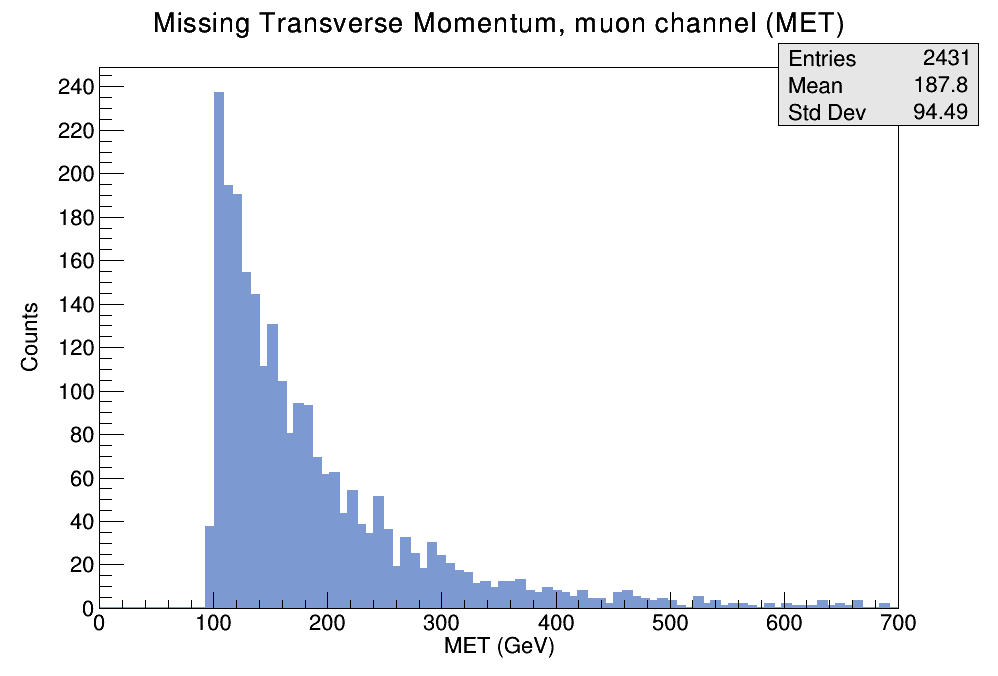 Missing Transverse Momentum, muon channel (MET)
Entries 2431
Mean 187.8
Std Dev 94.49
240
220
200
180
160
140
120
100
80
60
40
20
0
Counts
0 100 200 300 400 500 600 700
MET (GeV)